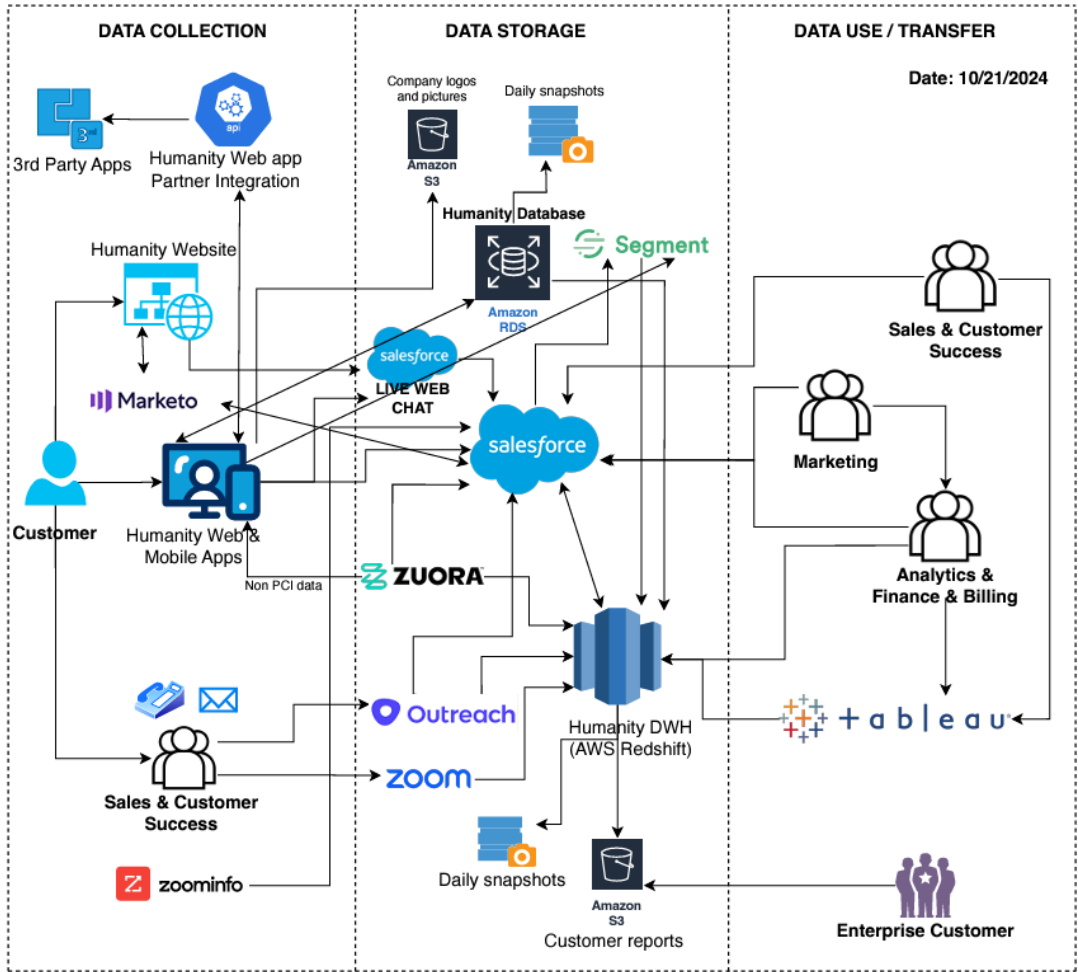 DATA COLLECTION
DATA STORAGE
DATA USE / TRANSFER
Date: 10/21/2024
Company logos
and pictures
Daily snapshots
api
3rd
3rd Party Apps
Humanity Web app
Partner Integration
Amazon
S3
Humanity Database
Humanity Website
Segment
Amazon
RDS
Sales & Customer
Success
salesforce
LIVE WEB
CHAT
Marketo
salesforce
Marketing
Customer
Humanity Web &
Mobile Apps
Non PCI data
ZUORA
Analytics &
Finance & Billing
Outreach
Humanity DWH
(AWS Redshift)
+ableau
zoom
Sales & Customer
Success
Z
zoominfo
Daily snapshots
Amazon
S3
Customer reports
Enterprise Customer